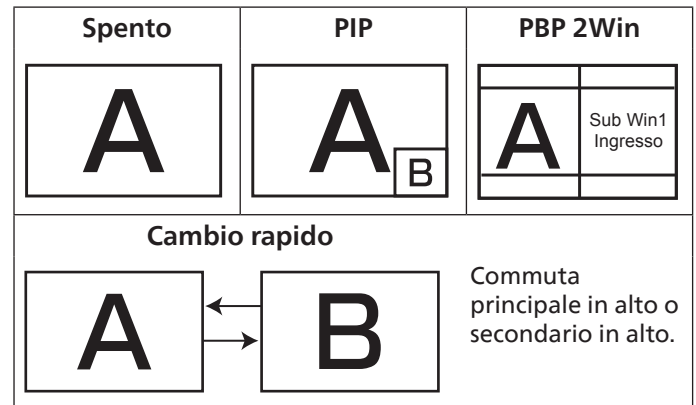 Spento
PIP
PBP 2Win
A
A
B
A
Sub Win1
Ingresso
Cambio rapido
A
B
Commuta
principale in alto o
secondario in alto.